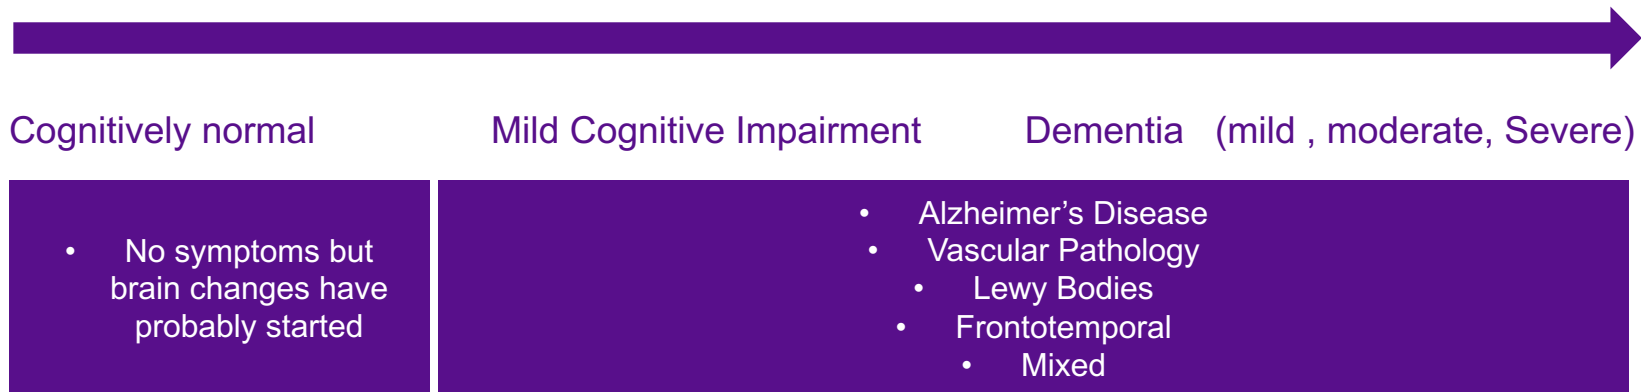 Cognitively normal Mild Cognitive Impairment Dementia (mild , moderate, Severe)
• No symptoms but
brain changes have
probably started
• Alzheimer’s Disease
• Vascular Pathology
• Lewy Bodies
• Frontotemporal
• Mixed